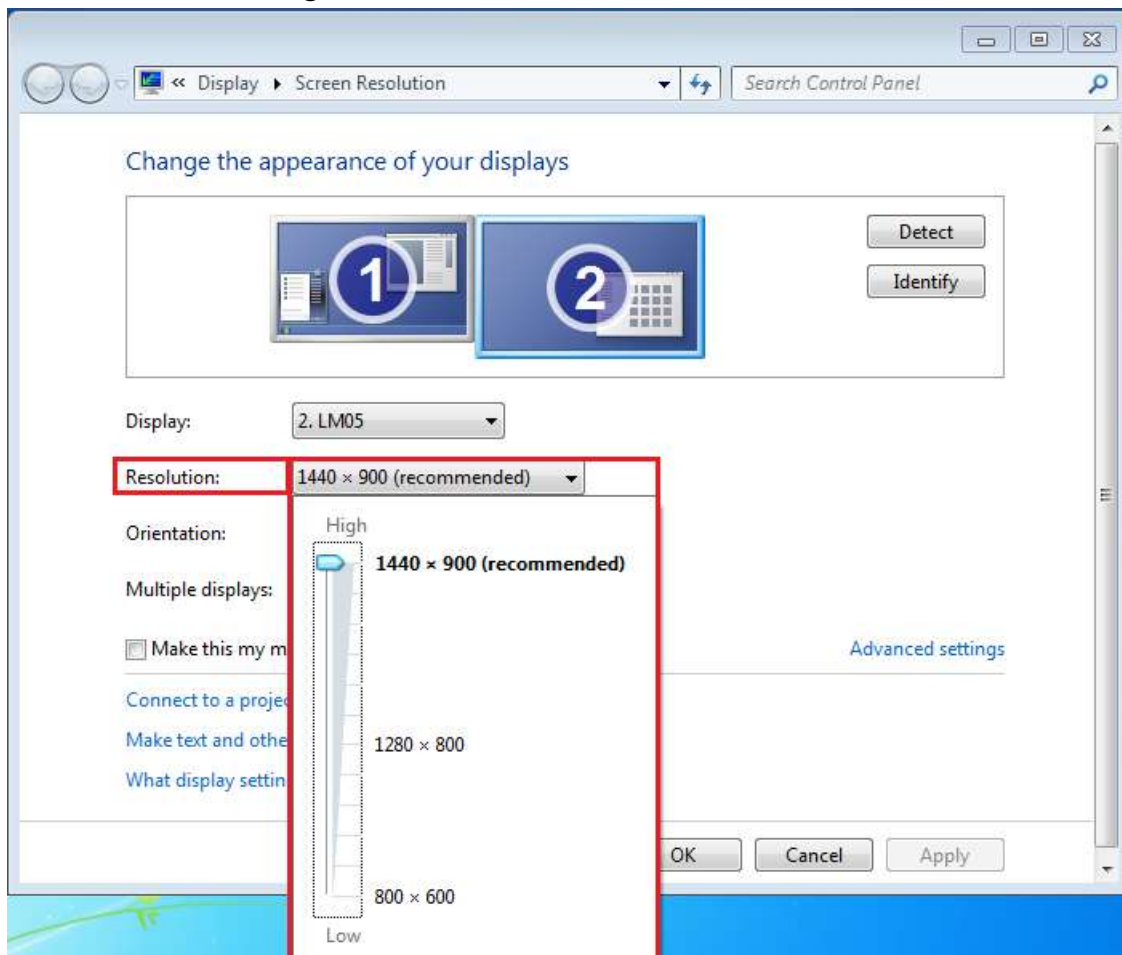 « Display ▸ Screen Resolution Search Control Panel
Change the appearance of your displays
1 2
Detect
Identify
Display: 2. LM05
Resolution: 1440 × 900 (recommended)
High
Orientation:
1440 × 900 (recommended)
Multiple displays:
Make this my m
Advanced settings
Connect to a projec
Make text and othe
1280 × 800
What display settin
OK Cancel Apply
800 × 600
Low